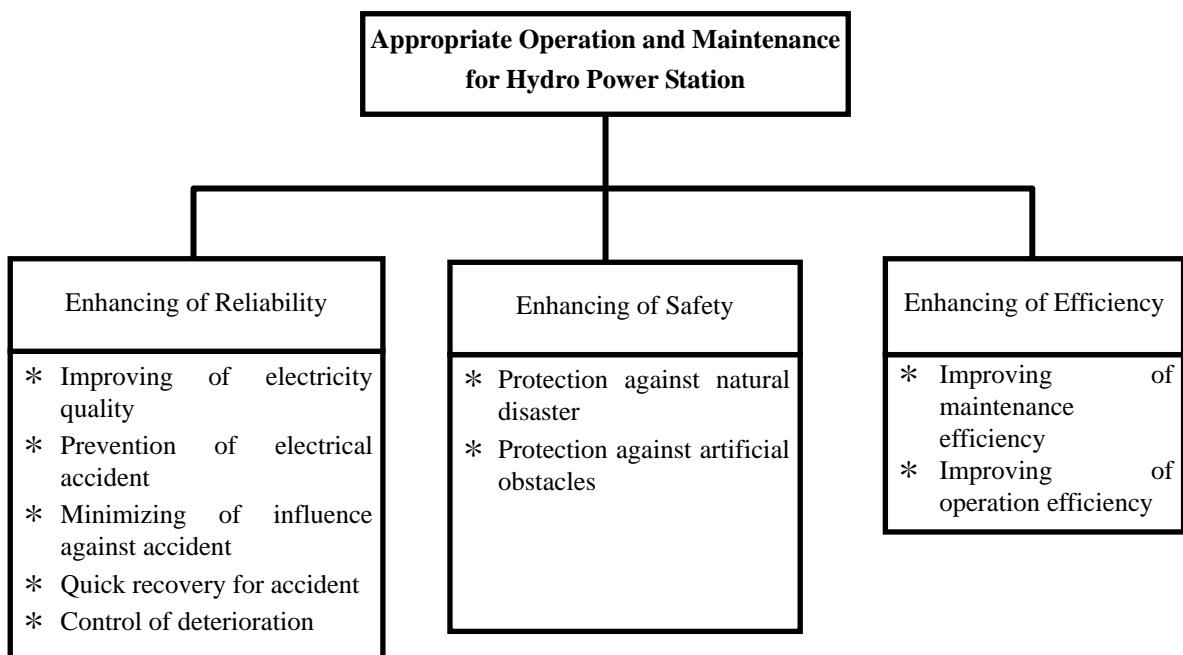 Appropriate Operation and Maintenance
for Hydro Power Station
Enhancing of Reliability
* Improving of electricity
quality
* Prevention of electrical
accident
* Minimizing of influence
against accident
* Quick recovery for accident
* Control of deterioration
Enhancing of Safety
* Protection against natural
disaster
* Protection against artificial
obstacles
Enhancing of Efficiency
* Improving of
maintenance
efficiency
* Improving of
operation efficiency